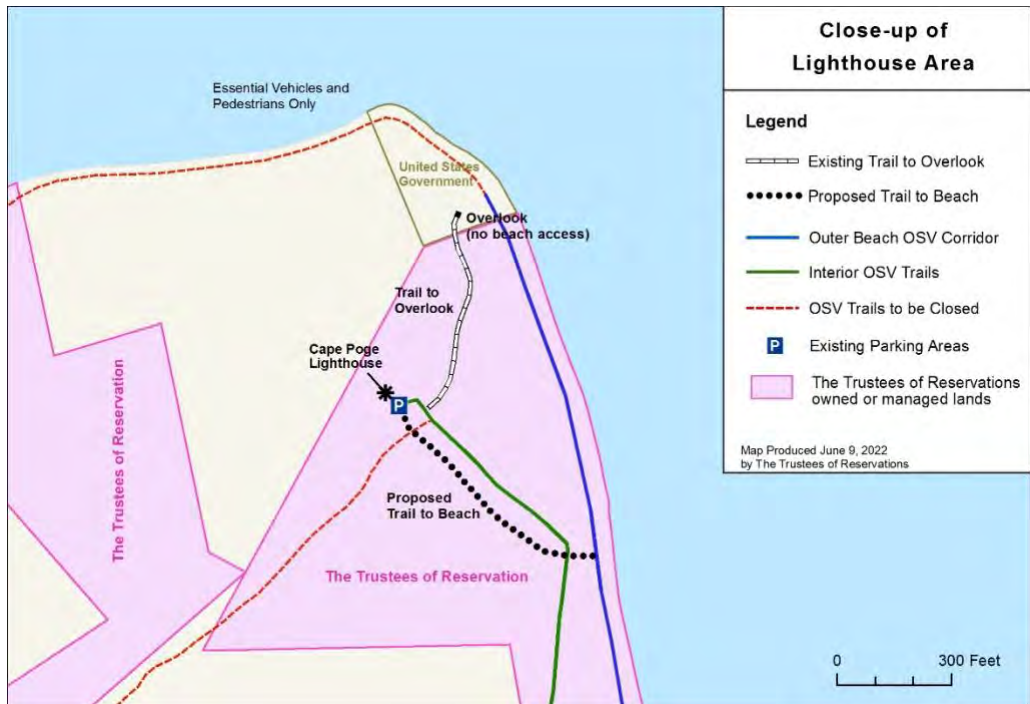 Close-up of
Lighthouse Area
Legend
Existing Trail to Overlook
Proposed Trail to Beach
Outer Beach OSV Corridor
Interior OSV Trails
OSV Trails to be Closed
P
Existing Parking Areas
The Trustees of Reservations
owned or managed lands
Map Produced June 9, 2022
by The Trustees of Reservations
Essential Vehicles and
Pedestrians Only
United States
Government
Overlook
(no beach access)
Trail to
Overlook
Cape Poge
Lighthouse
P
Proposed
Trail to Beach
The Trustees of Reservation
The Trustees of Reservation
0
300 Feet